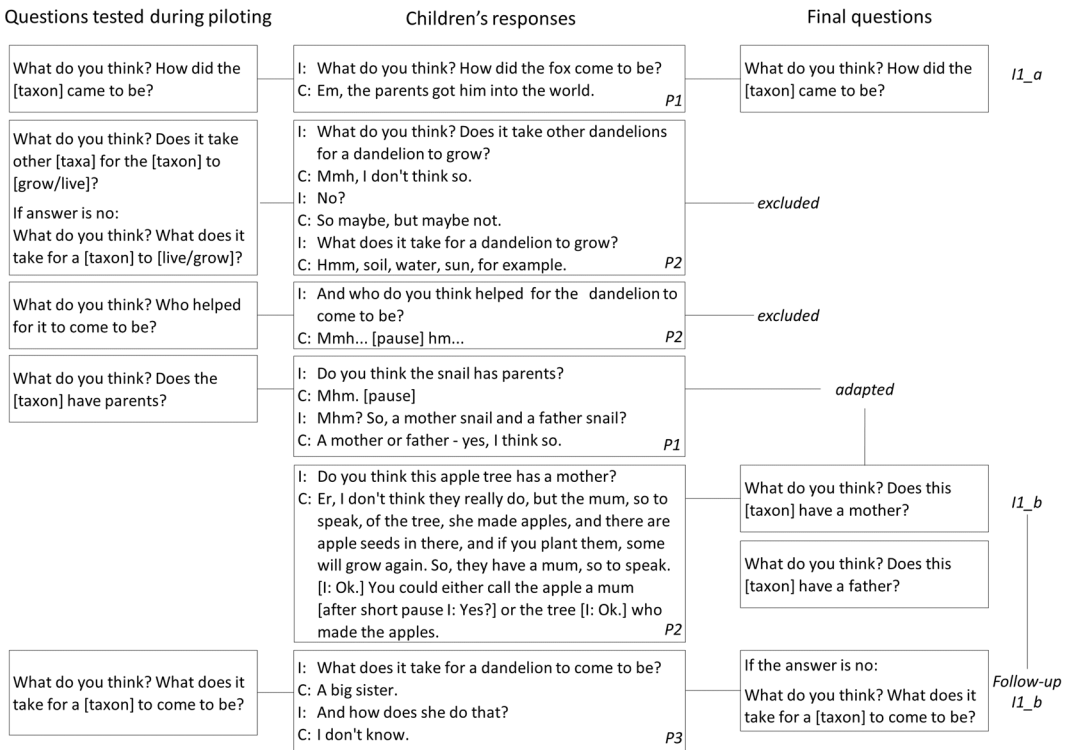 Questions tested during piloting
Children's responses
Final questions
What do you think? How did the
[taxon] came to be?
I: What do you think? How did the fox come to be?
C: Em, the parents got him into the world.
P1
What do you think? How did the
[taxon] came to be?
I1_a
What do you think? Does it take
other [taxa] for the [taxon] to
[grow/live]?
If answer is no:
What do you think? What does it
take for a [taxon] to [live/grow]?
I: What do you think? Does it take other dandelions
for a dandelion to grow?
C: Mmh, I don't think so.
I: No?
C: So maybe, but maybe not.
I: What does it take for a dandelion to grow?
C: Hmm, soil, water, sun, for example.
P2
excluded
What do you think? Who helped
for it to come to be?
I: And who do you think helped for the dandelion to
come to be?
C: Mmh... [pause] hm...
P2
excluded
What do you think? Does the
[taxon] have parents?
I: Do you think the snail has parents?
C: Mhm. [pause]
I: Mhm? So, a mother snail and a father snail?
C: A mother or father - yes, I think so.
P1
adapted
I: Do you think this apple tree has a mother?
C: Er, I don't think they really do, but the mum, so to
speak, of the tree, she made apples, and there are
apple seeds in there, and if you plant them, some
will grow again. So, they have a mum, so to speak.
[I: Ok.] You could either call the apple a mum
[after short pause I: Yes?] or the tree [I: Ok.] who
made the apples.
P2
What do you think? Does this
[taxon] have a mother?
I1_b
What do you think? Does this
[taxon] have a father?
What do you think? What does it
take for a [taxon] to come to be?
I: What does it take for a dandelion to come to be?
C: A big sister.
I: And how does she do that?
C: I don't know.
P3
If the answer is no:
What do you think? What does it
take for a [taxon] to come to be?
Follow-up
I1_b